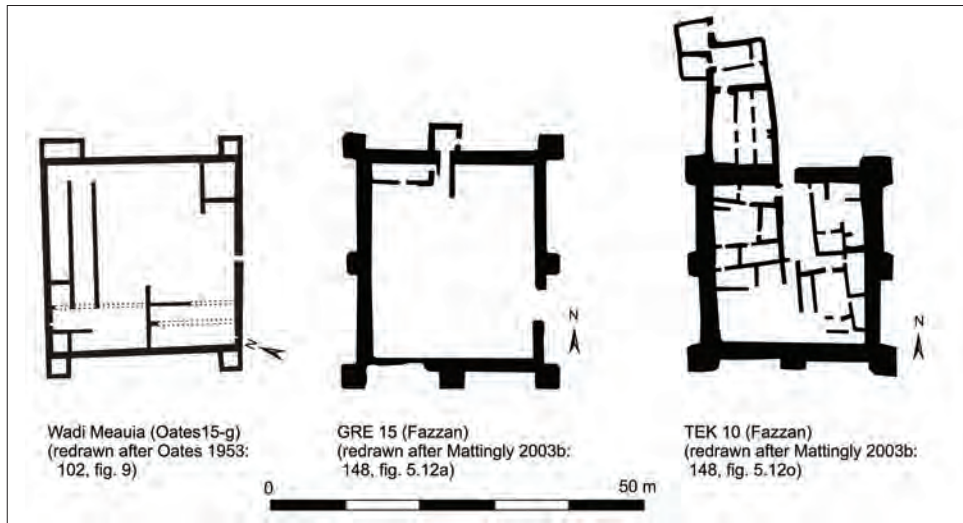 N
N
N
Wadi Meauia (Oates15-g)
(redrawn after Oates 1953:
102, fig. 9)
GRE 15 (Fazzan)
(redrawn after Mattingly 2003b:
148, fig. 5.12a)
TEK 10 (Fazzan)
(redrawn after Mattingly 2003b:
148, fig. 5.12o)
0 50 m